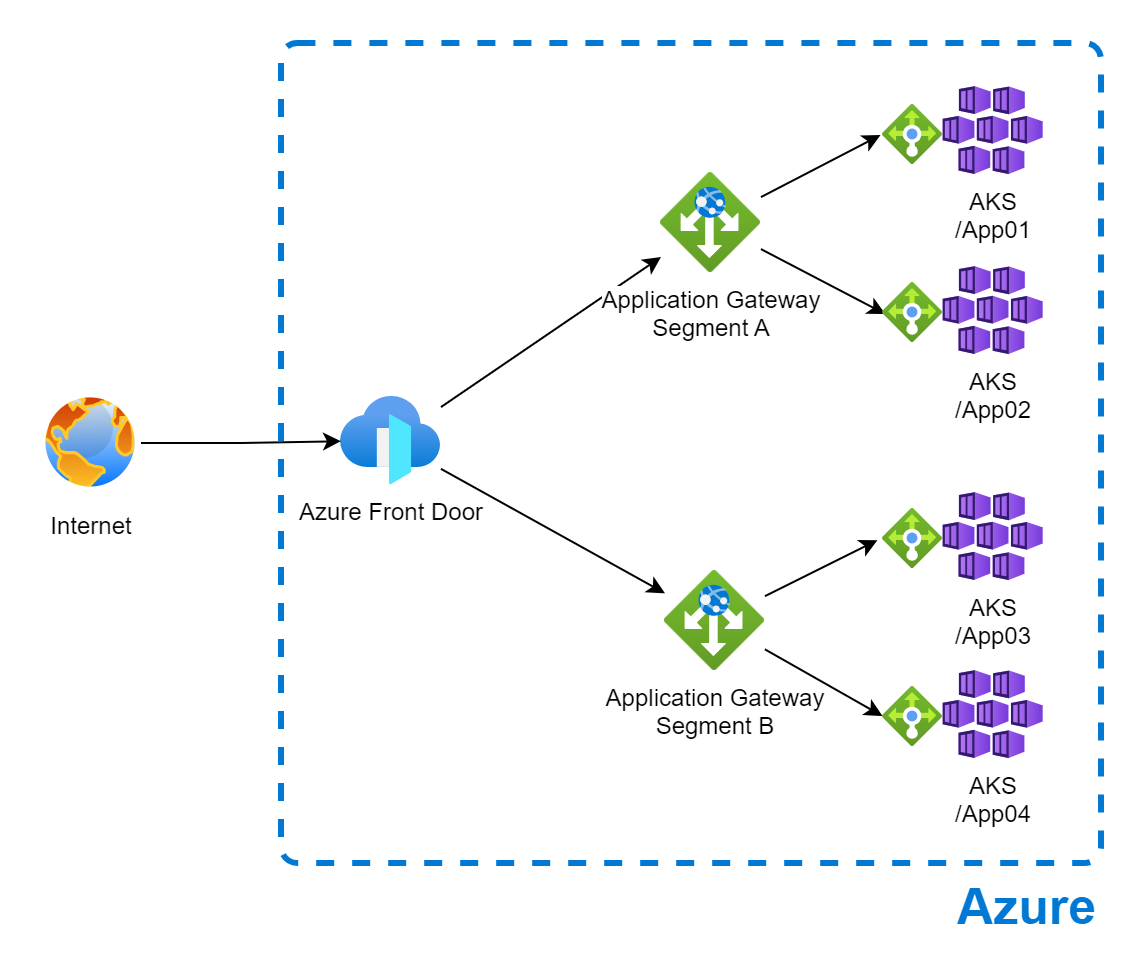 Internet
Azure Front Door
Application Gateway
Segment A
Application Gateway
Segment B
AKS
/App01
AKS
/App02
AKS
/App03
AKS
/App04
Azure